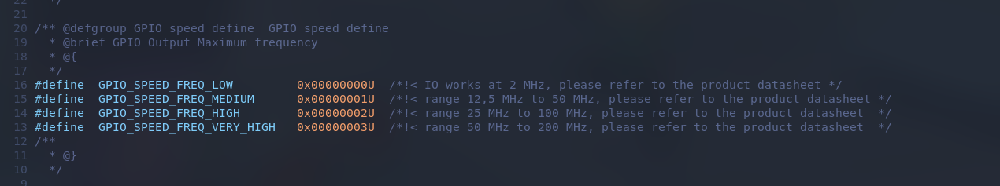 22  */
21
20 /** @defgroup GPIO_speed_define  GPIO speed define
19   * @brief GPIO Output Maximum frequency
18   * @{
17   */
16 #define  GPIO_SPEED_FREQ_LOW         0x00000000U  /*!< IO works at 2 MHz, please refer to the product datasheet */
15 #define  GPIO_SPEED_FREQ_MEDIUM      0x00000001U  /*!< range 12,5 MHz to 50 MHz, please refer to the product datasheet */
14 #define  GPIO_SPEED_FREQ_HIGH        0x00000002U  /*!< range 25 MHz to 100 MHz, please refer to the product datasheet  */
13 #define  GPIO_SPEED_FREQ_VERY_HIGH   0x00000003U  /*!< range 50 MHz to 200 MHz, please refer to the product datasheet  */
12 /**
11   * @}
10   */
9